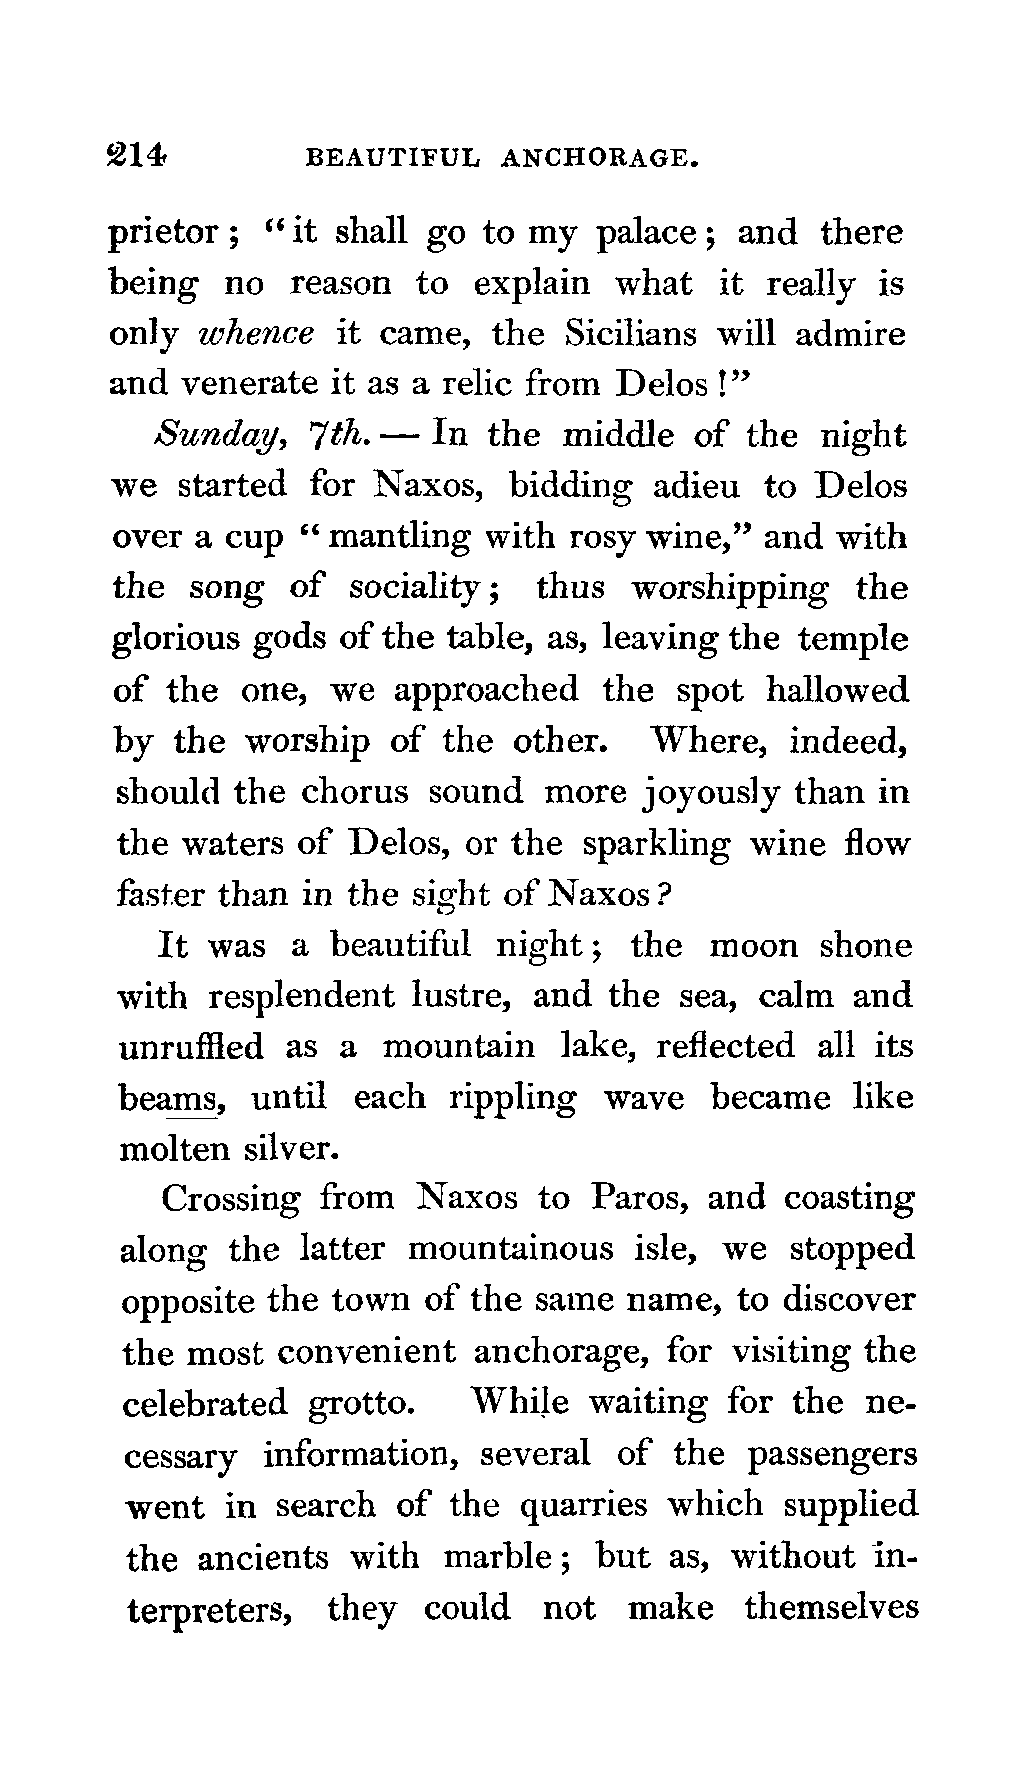 214 BEAUTIFUL ANCHORAGE.
prietor ; “ it shall go to my palace ; and there
being no reason to explain what it really is
only whence it came, the Sicilians will admire
and venerate it as a relic from Delos !”
Sunday, 7th. — In the middle of the night
we started for Naxos, bidding adieu to Delos
over a cup “ mantling with rosy wine,” and with
the song of sociality ; thus worshipping the
glorious gods of the table, as, leaving the temple
of the one, we approached the spot hallowed
by the worship of the other. Where, indeed,
should the chorus sound more joyously than in
the waters of Delos, or the sparkling wine flow
faster than in the sight of Naxos ?
It was a beautiful night ; the moon shone
with resplendent lustre, and the sea, calm and
unruffled as a mountain lake, reflected all its
beams, until each rippling wave became like
molten silver.
Crossing from Naxos to Paros, and coasting
along the latter mountainous isle, we stopped
opposite the town of the same name, to discover
the most convenient anchorage, for visiting the
celebrated grotto. While waiting for the ne-
cessary information, several of the passengers
went in search of the quarries which supplied
the ancients with marble ; but as, without in-
terpreters, they could not make themselves